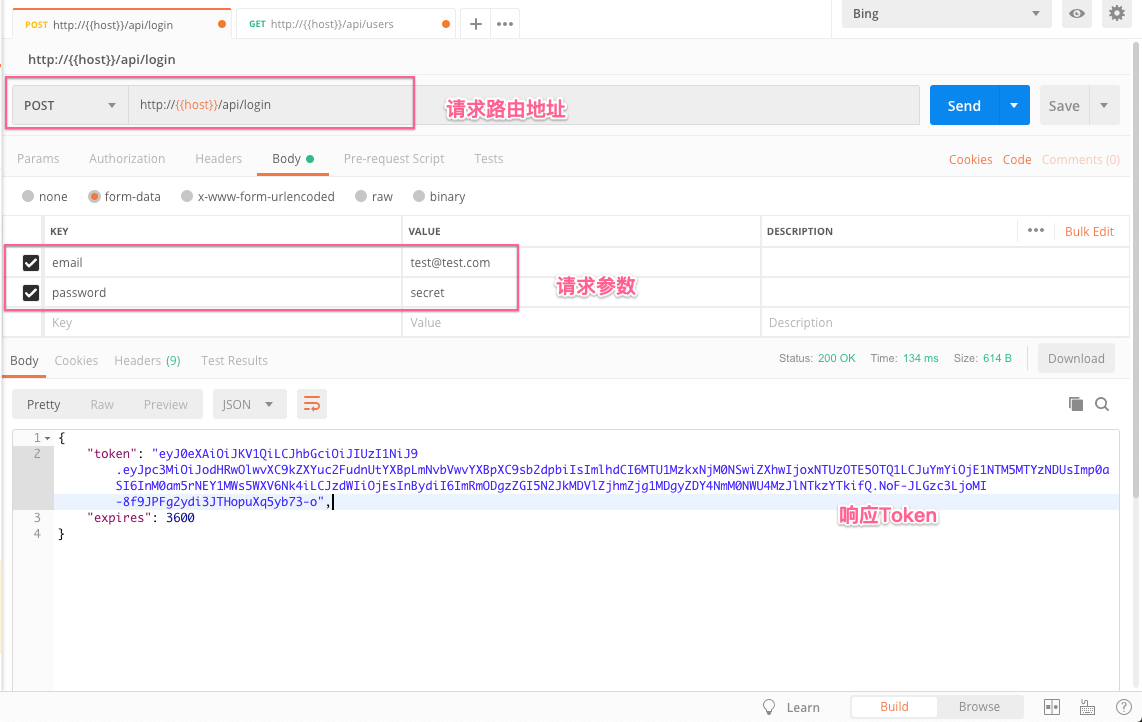 POST http://{{host}}/api/login
GET http://{{host}}/api/users
Bing
http://{{host}}/api/login
POST http://{{host}}/api/login
请求路由地址
Send
Save
Params Authorization Headers Body Pre-request Script Tests
Cookies Code Comments (0)
none form-data x-www-form-urlencoded raw binary
KEY VALUE DESCRIPTION
Bulk Edit
email test@test.com
password secret
请求参数
Key Value Description
Body Cookies Headers (9) Test Results
Status: 200 OK Time: 134 ms Size: 614 B
Download
Pretty Raw Preview JSON
1 {
2 "token": "eyJ0eXAiOiJKV1QiLCJhbGciOiJIUzI1NiJ9
.eyJpc3MiOiJodHRwOlwvXC9kZXYuc2FudnUtYXBpLmNvbVwvYXBpXC9sb2dpbiIsImlhdCI6MTU1MzkxNjM0NSwiZXhwIjoxNTUzOTE5OTQ1LCJuYmYiOjE1NTM5MTYzNDUsImp0a
SI6InM0am5rNEY1MWs5WXV6Nk4iLCJzdWIiOjEsInBydiI6ImRmODgzZGI5N2JkMDVlZjhmZjg1MDgyZDY4NmM0NWU4MzJlNTkzYTkifQ.NoF-JLGzc3LjoMI
-8f9JPFg2ydi3JTHopuXq5yb73-o",
3 "expires": 3600
4 }
响应Token
Learn
Build Browse